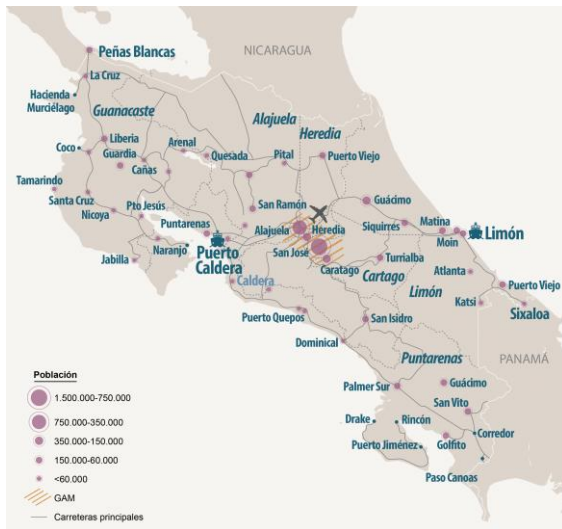 NICARAGUA
Peñas Blancas
La Cruz
Hacienda
Murciélago
Guanacaste
Alajuela
Heredia
Coco
Liberia
Guardia
Arenal
Quesada
Pital
Puerto Viejo
Cañas
Tamarindo
Santa Cruz
Nicoya
Pto Jesús
San Ramón
Guácimo
Puntarenas
Alajuela
Heredia
Siquirres
Matina
Moin
Limón
Jabilla
Naranjo
Puerto
Caldera
San José
Caratago
Turrialba
Atlanta
Caldera
Cartago
Limón
Katsi
Puerto Viejo
Sixaloa
Puerto Quepos
San Isidro
Dominical
Puntarenas
PANAMÁ
Palmer Sur
Guácimo
San Vito
Drake
Rincón
Puerto Jiménez
Golfito
Corredor
Paso Canoas
Población
1.500.000-750.000
750.000-350.000
350.000-150.000
150.000-60.000
<60.000
GAM
Carreteras principales